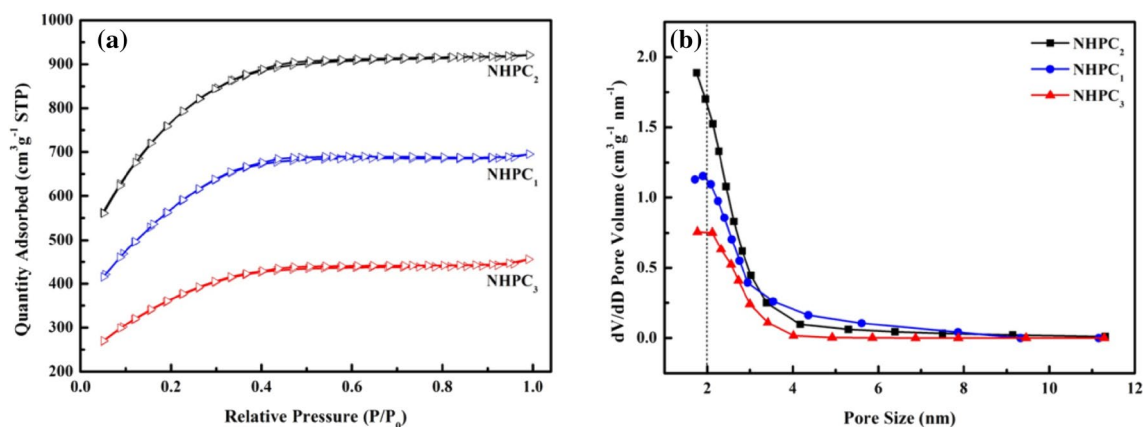 (a)
1000
900
800
700
600
500
400
300
200
Quantity Adsorbed (cm³g⁻¹ STP)
NHPC₂
NHPC₁
NHPC₃
0.0 0.2 0.4 0.6 0.8 1.0
Relative Pressure (P/P₀)
(b)
2.0
1.5
1.0
0.5
0.0
dV/dD Pore Volume (cm³g⁻¹ nm⁻¹)
NHPC₂
NHPC₁
NHPC₃
2 4 6 8 10 12
Pore Size (nm)